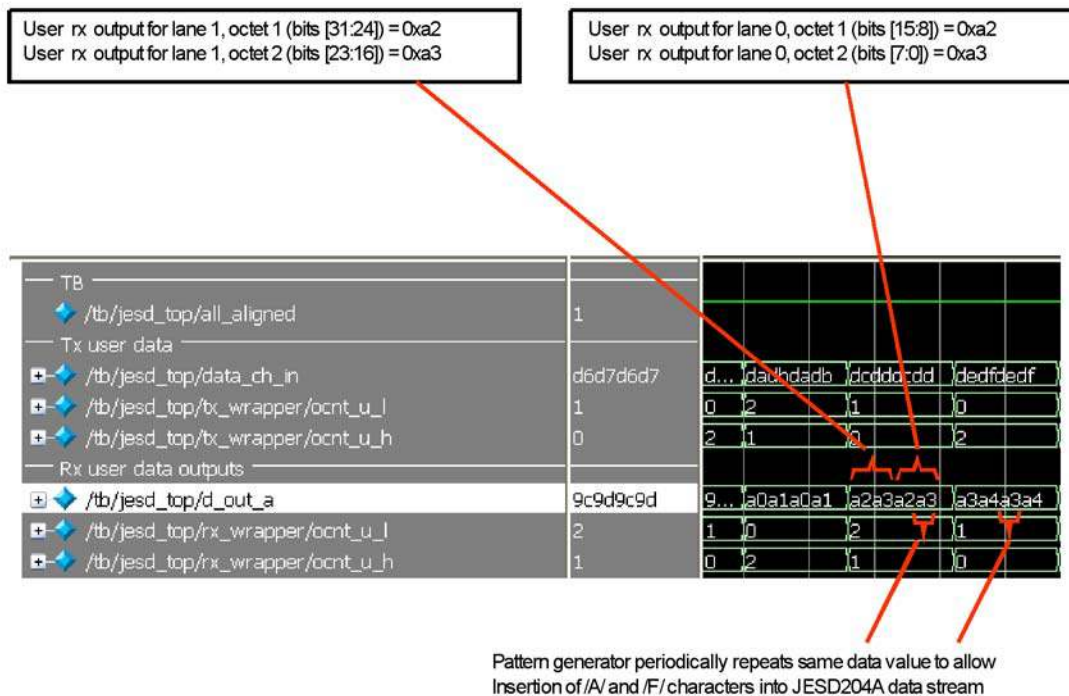 User rx output for lane 1, octet 1 (bits [31:24]) = 0xa2
User rx output for lane 1, octet 2 (bits [23:16]) = 0xa3
User rx output for lane 0, octet 1 (bits [15:8]) = 0xa2
User rx output for lane 0, octet 2 (bits [7:0]) = 0xa3
TB
/tb/jesd_top/all_aligned 1
Tx user data
/tb/jesd_top/data_ch_in d6d7d6d7 d... dadbdadb dcdddcdd dedfdedf
/tb/jesd_top/tx_wrapper/ocnt_u_l 1 0 2 1 0
/tb/jesd_top/tx_wrapper/ocnt_u_h 0 2 1 0 2
Rx user data outputs
/tb/jesd_top/d_out_a 9c9d9c9d 9... a0a1a0a1 a2a3a2a3 a3a4a3a4
/tb/jesd_top/rx_wrapper/ocnt_u_l 2 1 0 2 1
/tb/jesd_top/rx_wrapper/ocnt_u_h 1 0 2 1 0
Pattern generator periodically repeats same data value to allow
Insertion of /A/ and /F/ characters into JESD204A data stream